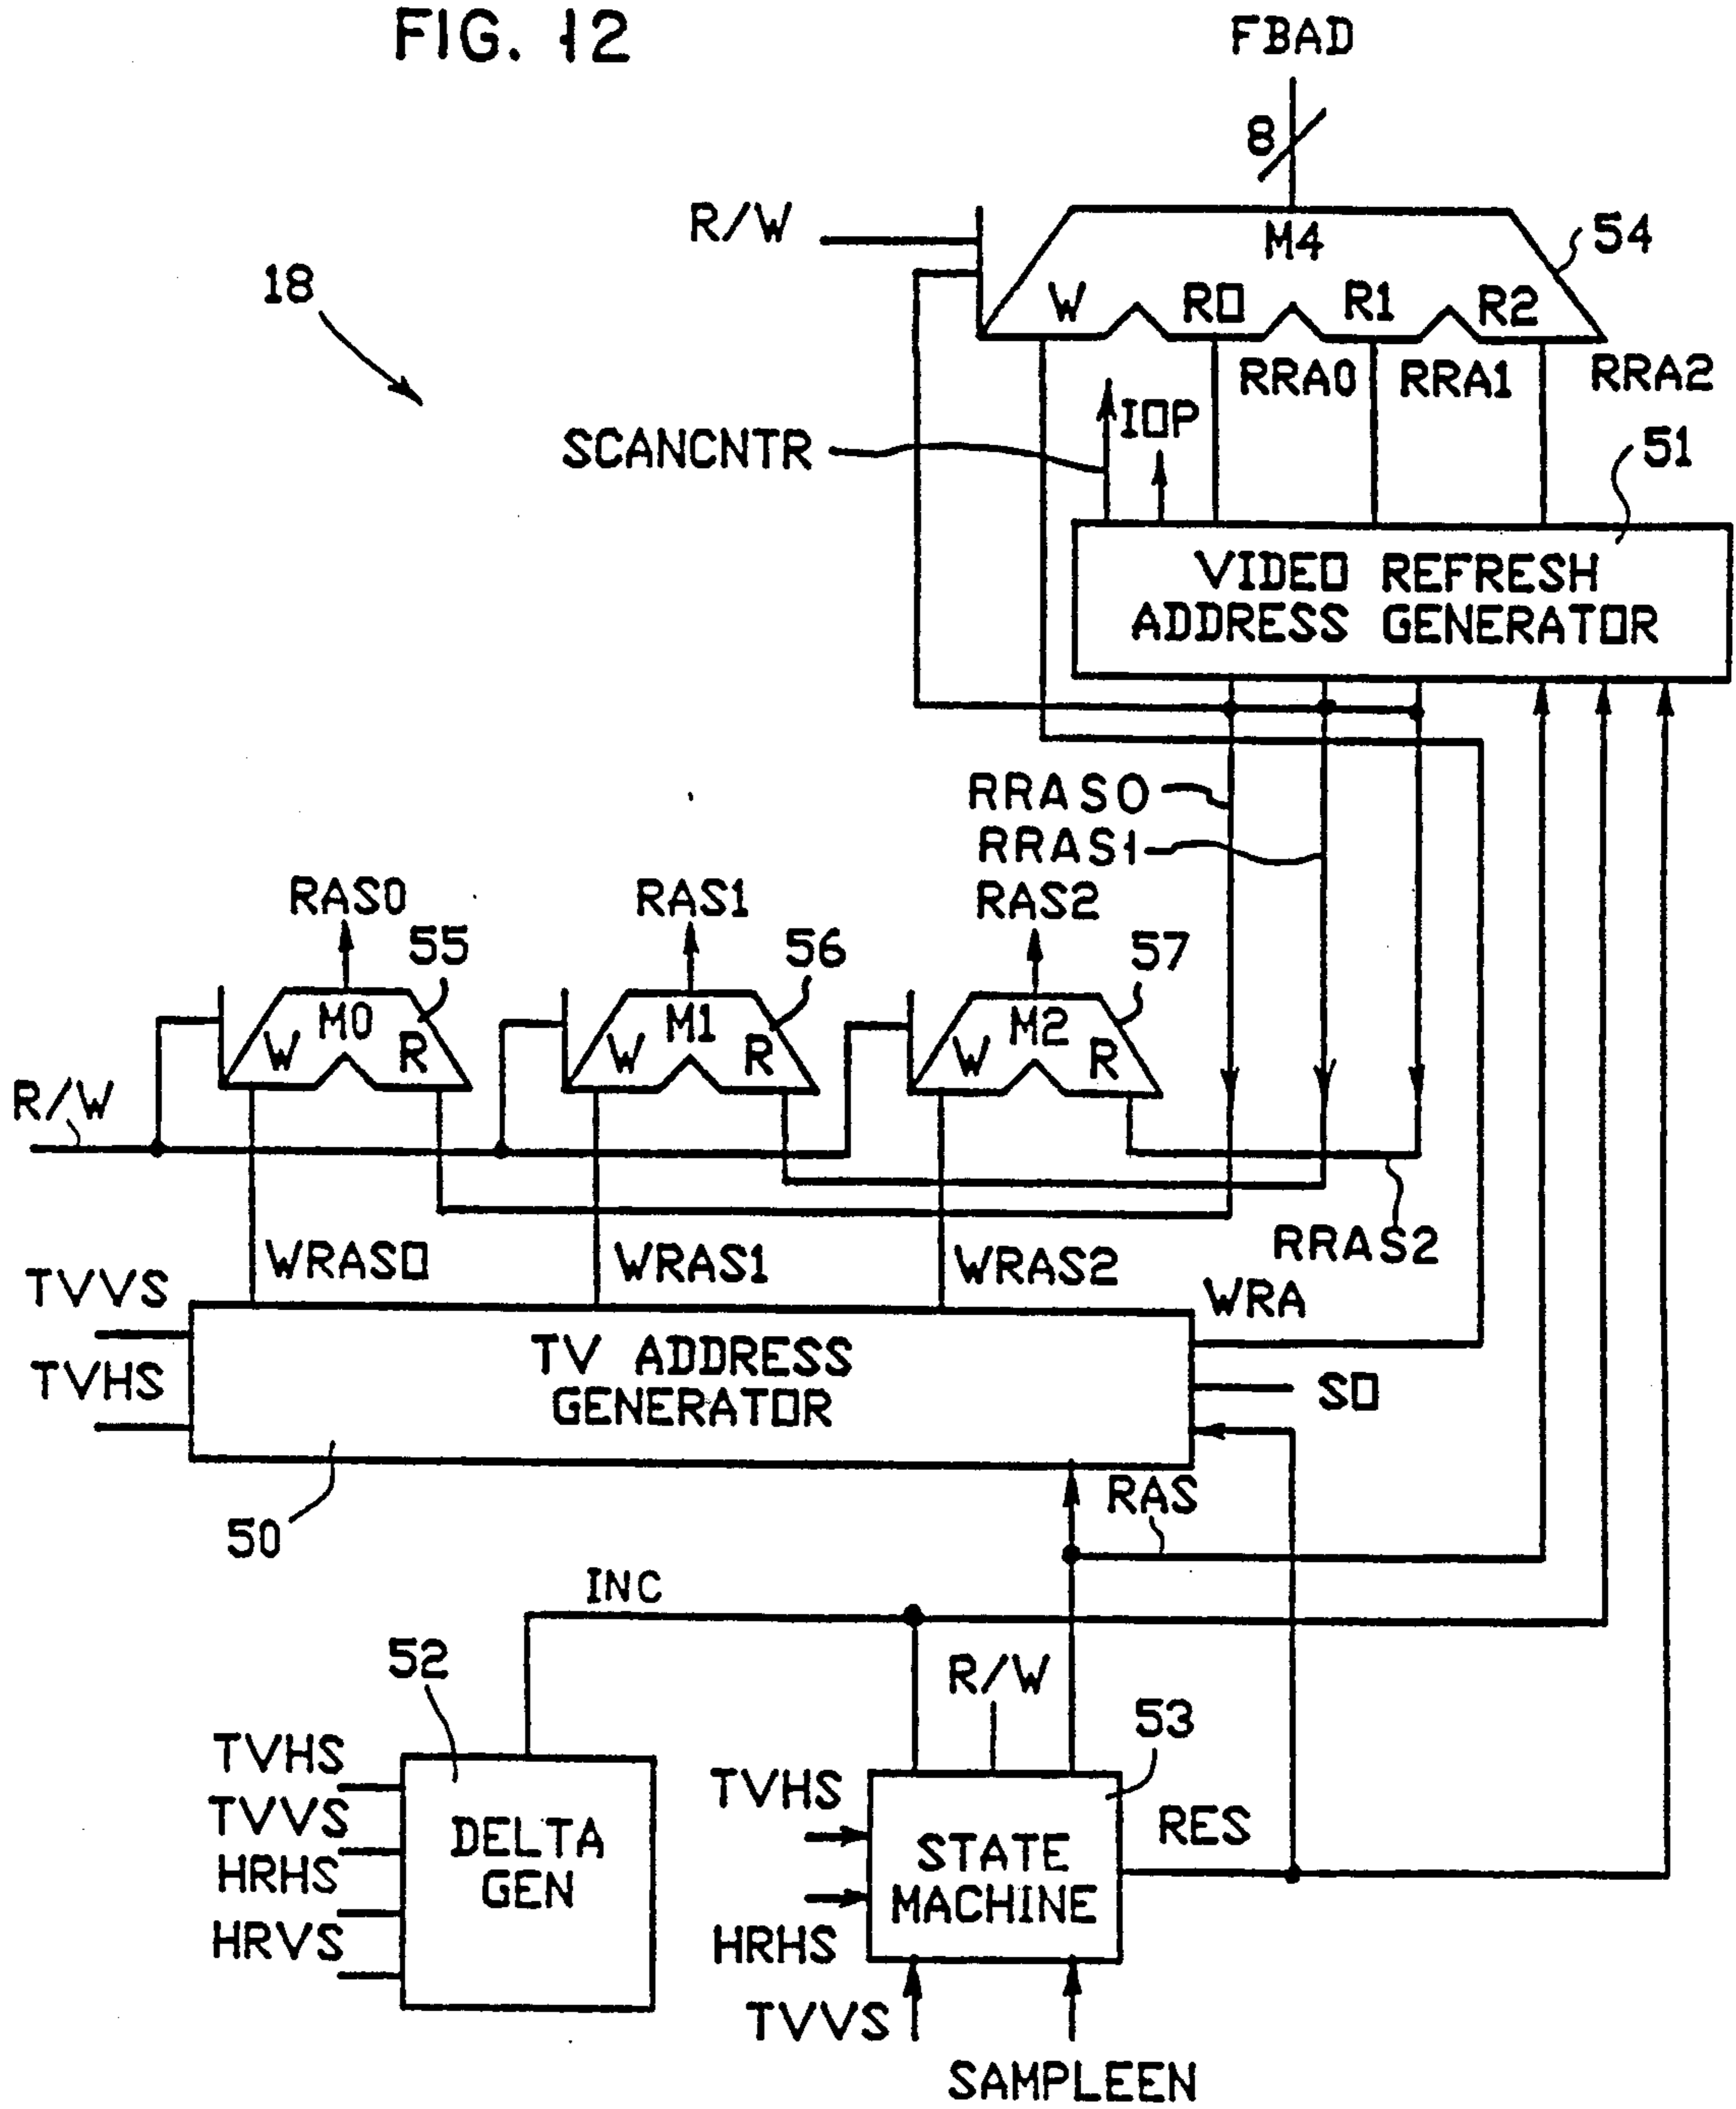 FIG. 12
FBAD
8
R/W
M4
54
18
W
R0
R1
R2
RRA0
RRA1
RRA2
IOP
SCANCNTR
51
VIDEO REFRESH
ADDRESS GENERATOR
RRAS0
RRAS1
RAS0
RAS1
RAS2
55
56
57
M0
M1
M2
W
R
W
R
W
R
R/W
RRAS2
WRAS0
WRAS1
WRAS2
WRA
TVVS
TVHS
TV ADDRESS
GENERATOR
SO
50
RAS
INC
52
R/W
53
TVHS
TVVS
HRHS
HRVS
DELTA
GEN
TVHS
HRHS
STATE
MACHINE
RES
TVVS
SAMPLEEN